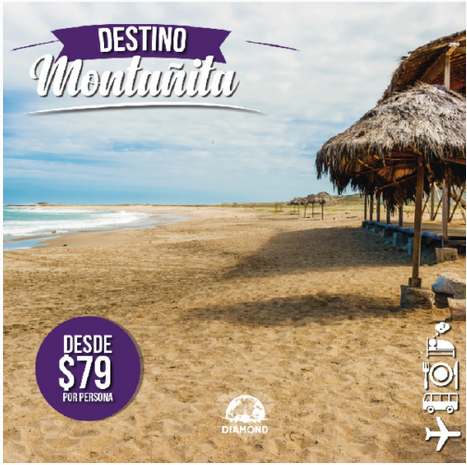 DESTINO
Montañita
DESDE
$79
POR PERSONA
DIAMOND